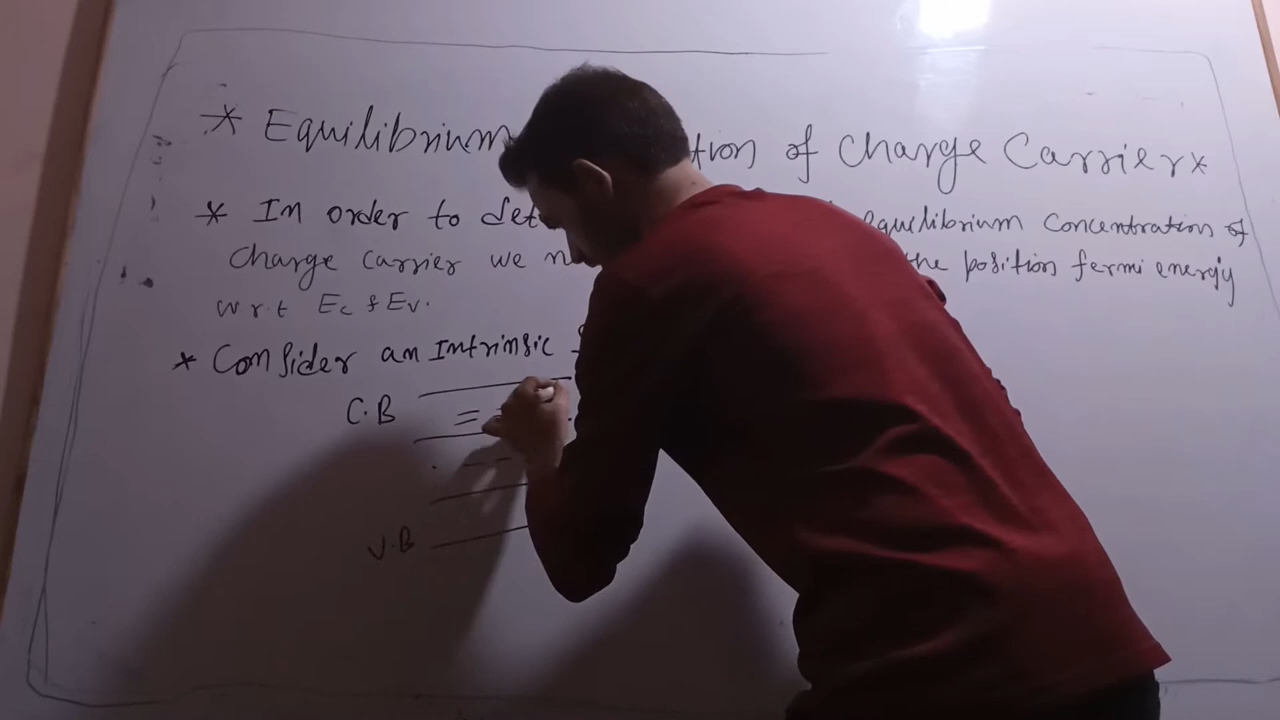 * Equilibrium tion of Charge Carrier *
* In order to det equilibrium concentration of
Charge Carrier we n the position fermi energy
w r.t Ec & Ev.
* Consider an Intrinsic
C.B
V.B